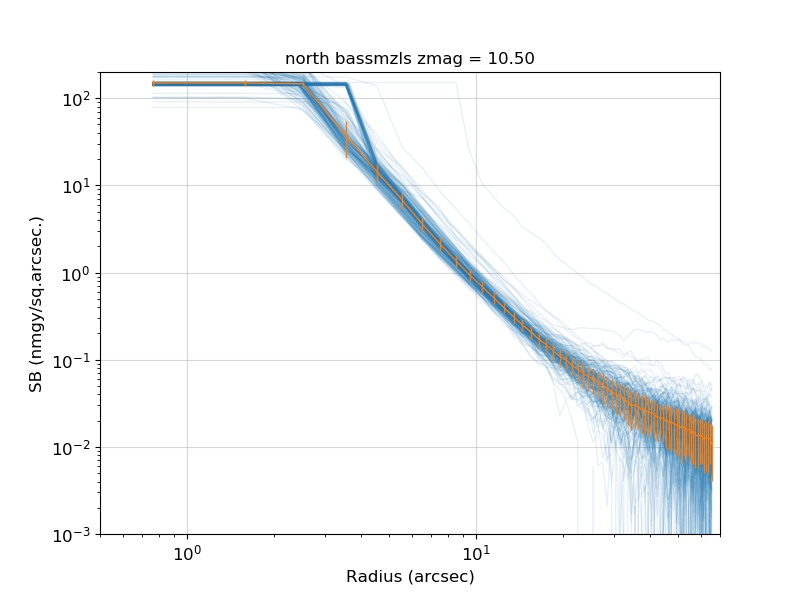 north bassmzls zmag = 10.50
SB (nmgy/sq.arcsec.)
10²
10¹
10⁰
10⁻¹
10⁻²
10⁻³
10⁰ 10¹
Radius (arcsec)